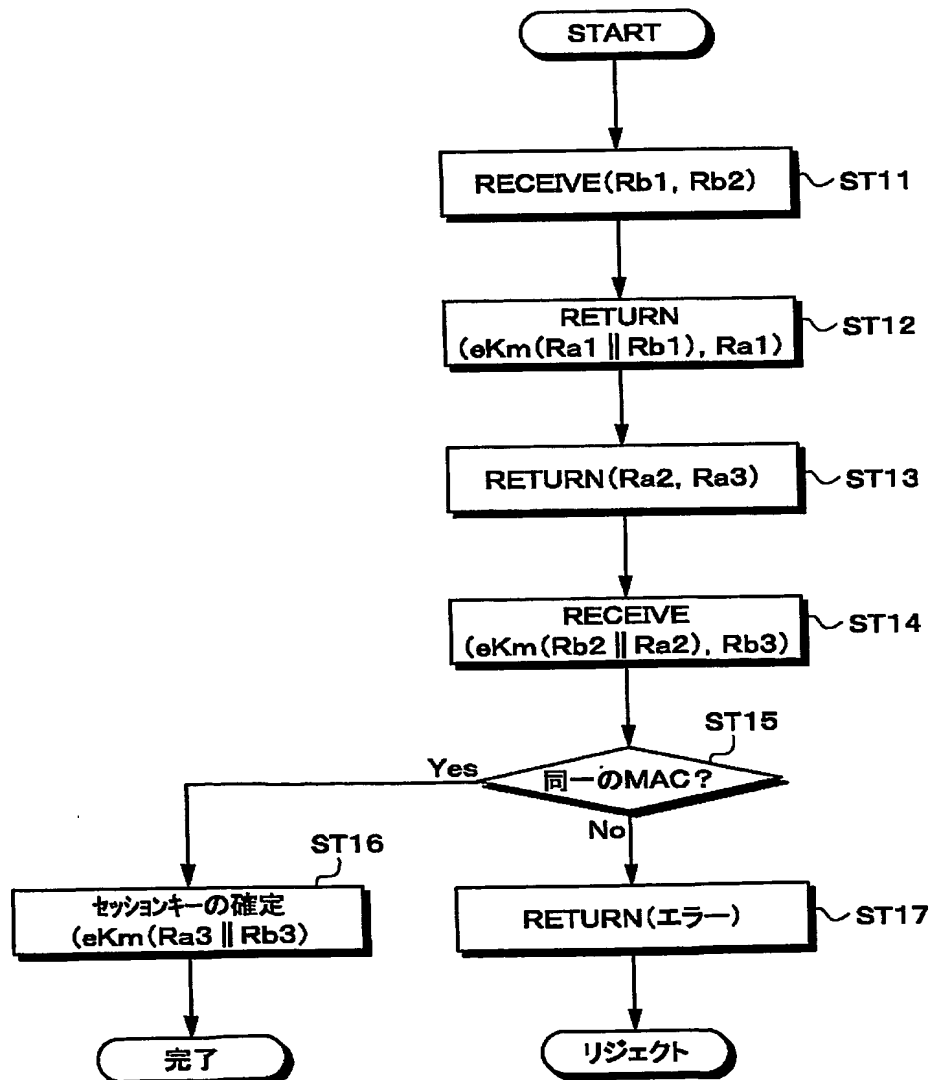 START
RECEIVE(Rb1, Rb2)
ST11
RETURN
(eKm(Ra1 || Rb1), Ra1)
ST12
RETURN(Ra2, Ra3)
ST13
RECEIVE
(eKm(Rb2 || Ra2), Rb3)
ST14
ST15
同一のMAC?
Yes
No
ST16
セッションキーの確定
(eKm(Ra3 || Rb3)
RETURN(エラー)
ST17
完了
リジェクト